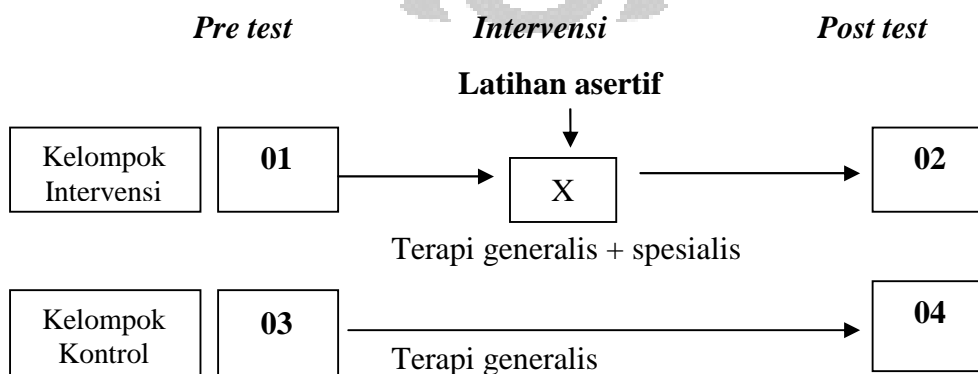 Pre test Intervensi Post test
Latihan asertif
Kelompok
Intervensi
01
X
02
Terapi generalis + spesialis
Kelompok
Kontrol
03
04
Terapi generalis